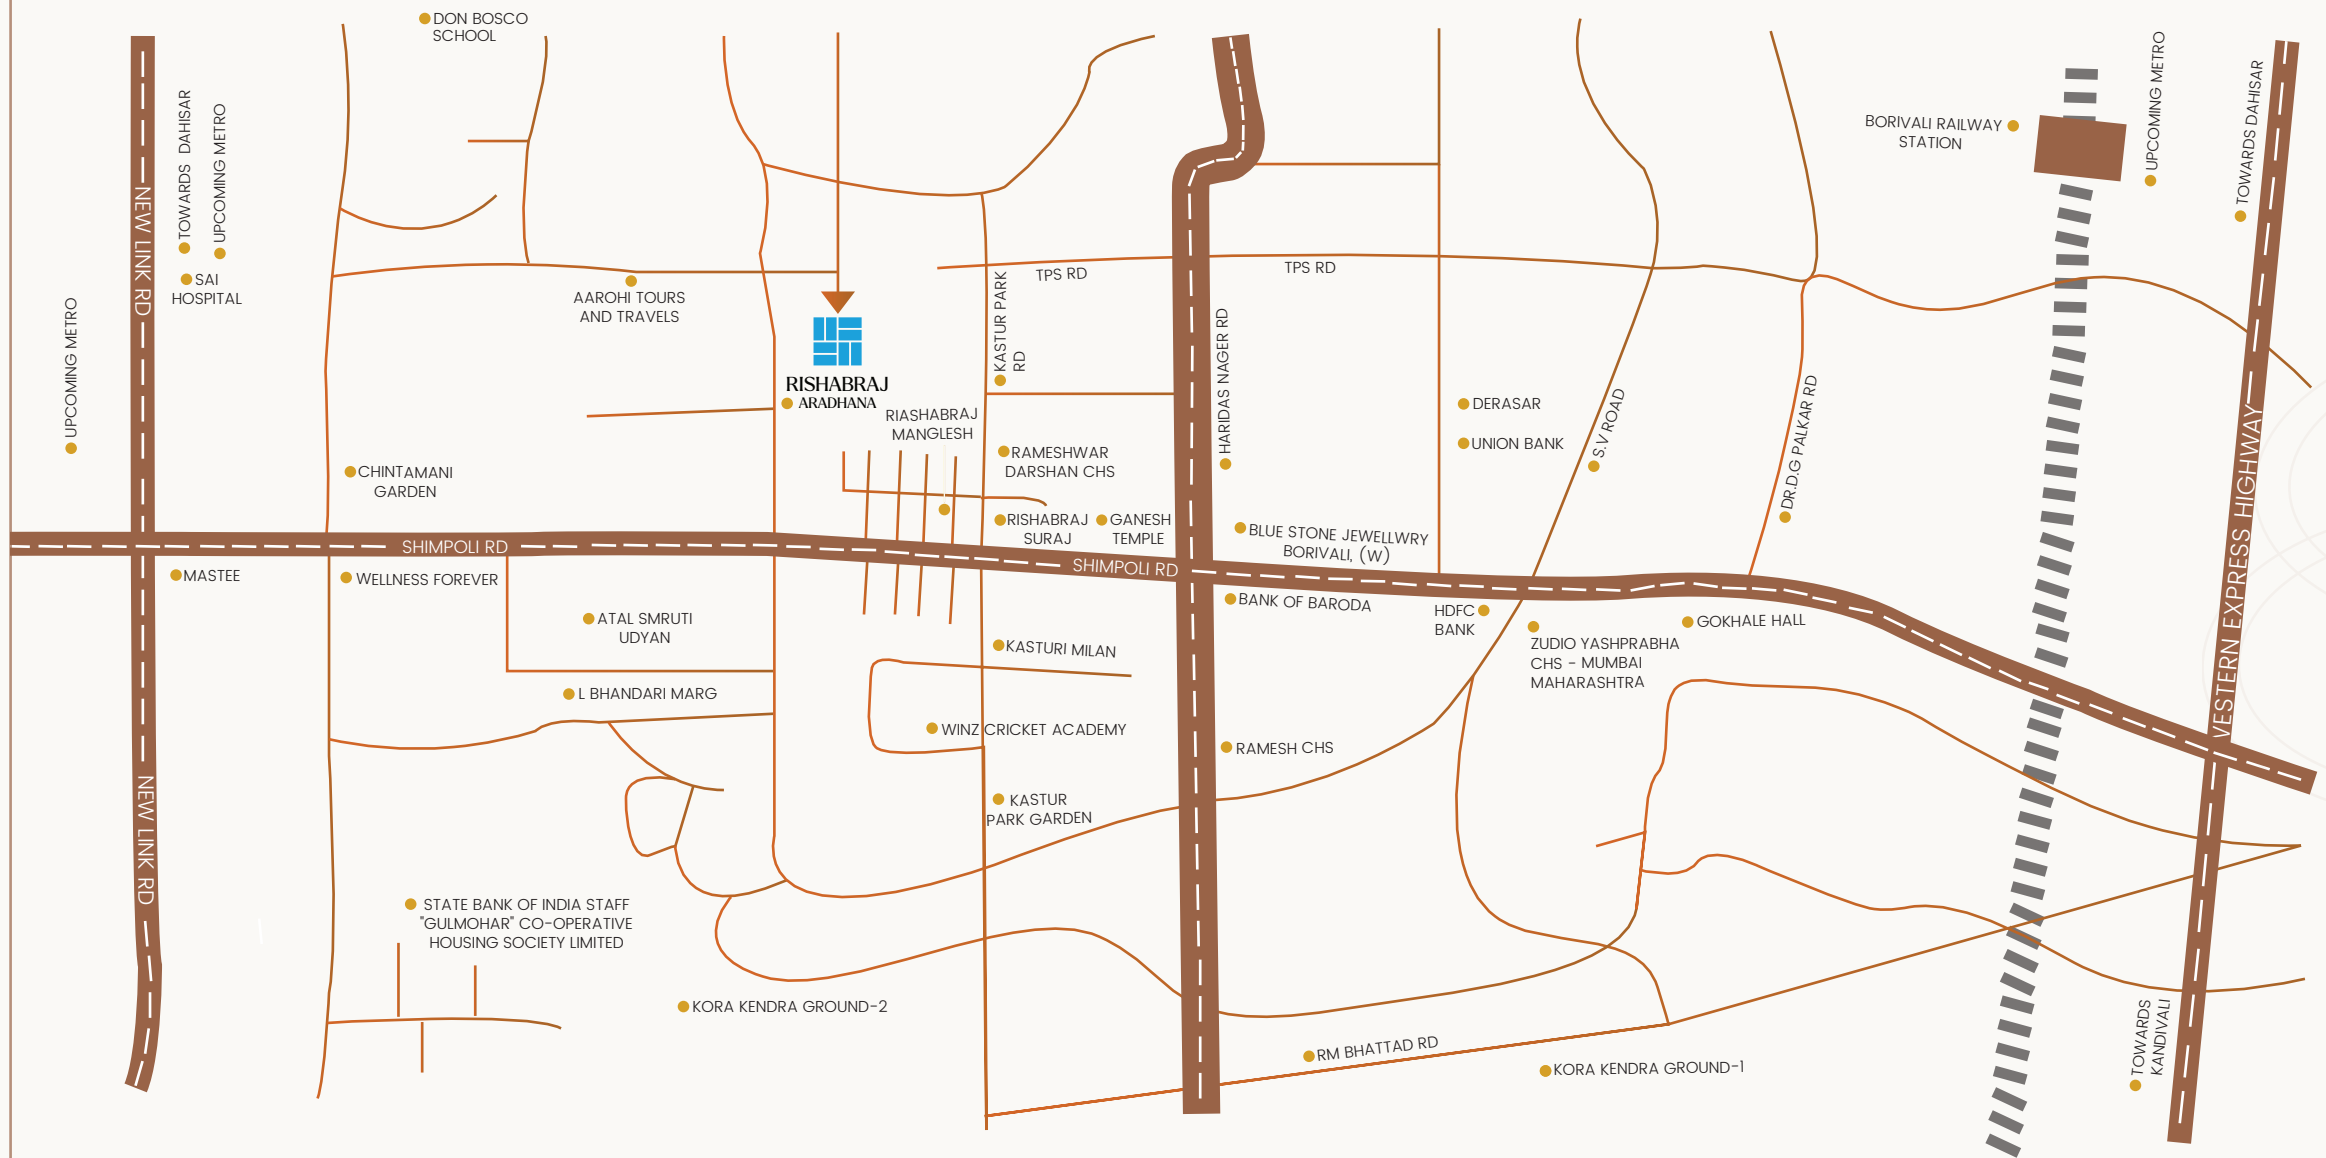 DON BOSCO
SCHOOL
TOWARDS DAHISAR
UPCOMING METRO
NEW LINK RD
SAI
HOSPITAL
UPCOMING METRO
AAROHI TOURS
AND TRAVELS
RISHABRAJ
ARADHANA
RIASHABRAJ
MANGLESH
KASTUR PARK
RD
TPS RD
TPS RD
HARIDAS NAGER RD
BORIVALI RAILWAY
STATION
UPCOMING METRO
TOWARDS DAHISAR
DERASAR
UNION BANK
S.V ROAD
DR.D.G PALKAR RD
WESTERN EXPRESS HIGHWAY
CHINTAMANI
GARDEN
RAMESHWAR
DARSHAN CHS
RISHABRAJ
SURAJ
GANESH
TEMPLE
BLUE STONE JEWELLWRY
BORIVALI, (W)
SHIMPOLI RD
SHIMPOLI RD
MASTEE
WELLNESS FOREVER
ATAL SMRUTI
UDYAN
L BHANDARI MARG
KASTURI MILAN
WINZ CRICKET ACADEMY
KASTUR
PARK GARDEN
BANK OF BARODA
HDFC
BANK
ZUDIO YASHPRABHA
CHS - MUMBAI
MAHARASHTRA
GOKHALE HALL
RAMESH CHS
NEW LINK RD
STATE BANK OF INDIA STAFF
"GULMOHAR" CO-OPERATIVE
HOUSING SOCIETY LIMITED
KORA KENDRA GROUND-2
RM BHATTAD RD
KORA KENDRA GROUND-1
TOWARDS
KANDIVALI